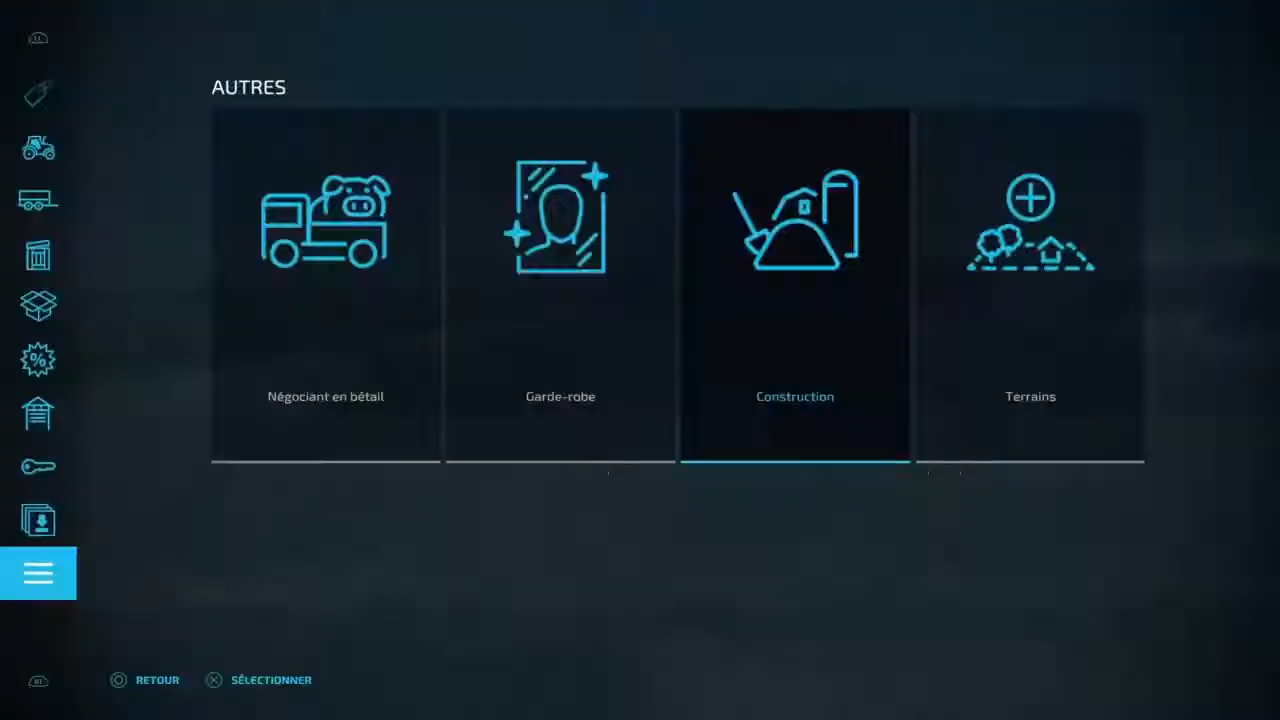 AUTRES
Négociant en bétail
Garde-robe
Construction
Terrains
RETOUR
SÉLECTIONNER